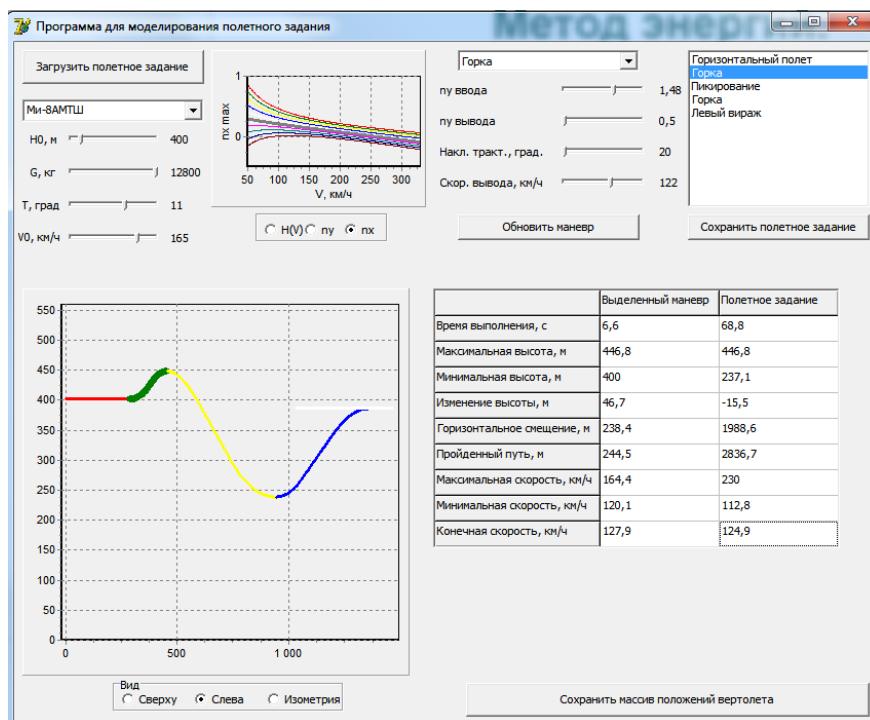 Программа для моделирования полетного задания
Метод энергий
Загрузить полетное задание
Ми-8АМТШ
H0, м 400
G, кг 12800
T, град 11
V0, км/ч 165
nx max
1
0
50 100 150 200 250 300
V, км/ч
H(V) ny nx
Горка
ny ввода 1,48
ny вывода 0,5
Накл. тракт., град. 20
Скор. вывода, км/ч 122
Обновить маневр
Горизонтальный полет
Горка
Пикирование
Горка
Левый вираж
Сохранить полетное задание
550
500
450
400
350
300
250
200
150
100
50
0
0 500 1 000
Вид
Сверху Слева Изометрия
Выделенный маневр Полетное задание
Время выполнения, с 6,6 68,8
Максимальная высота, м 446,8 446,8
Минимальная высота, м 400 237,1
Изменение высоты, м 46,7 -15,5
Горизонтальное смещение, м 238,4 1988,6
Пройденный путь, м 244,5 2836,7
Максимальная скорость, км/ч 164,4 230
Минимальная скорость, км/ч 120,1 112,8
Конечная скорость, км/ч 127,9 124,9
Сохранить массив положений вертолета